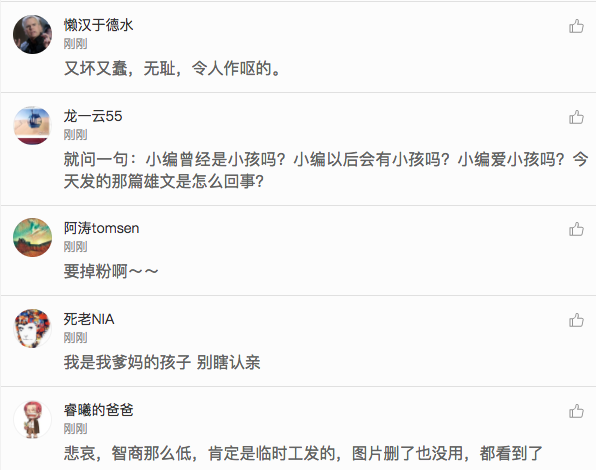 懒汉于德水
刚刚
又坏又蠢，无耻，令人作呕的。
龙一云55
刚刚
就问一句：小编曾经是小孩吗？小编以后会有小孩吗？小编爱小孩吗？今
天发的那篇雄文是怎么回事？
阿涛tomsen
刚刚
要掉粉啊～～
死老NIA
刚刚
我是我爹妈的孩子 别瞎认亲
睿曦的爸爸
刚刚
悲哀，智商那么低，肯定是临时工发的，图片删了也没用，都看到了